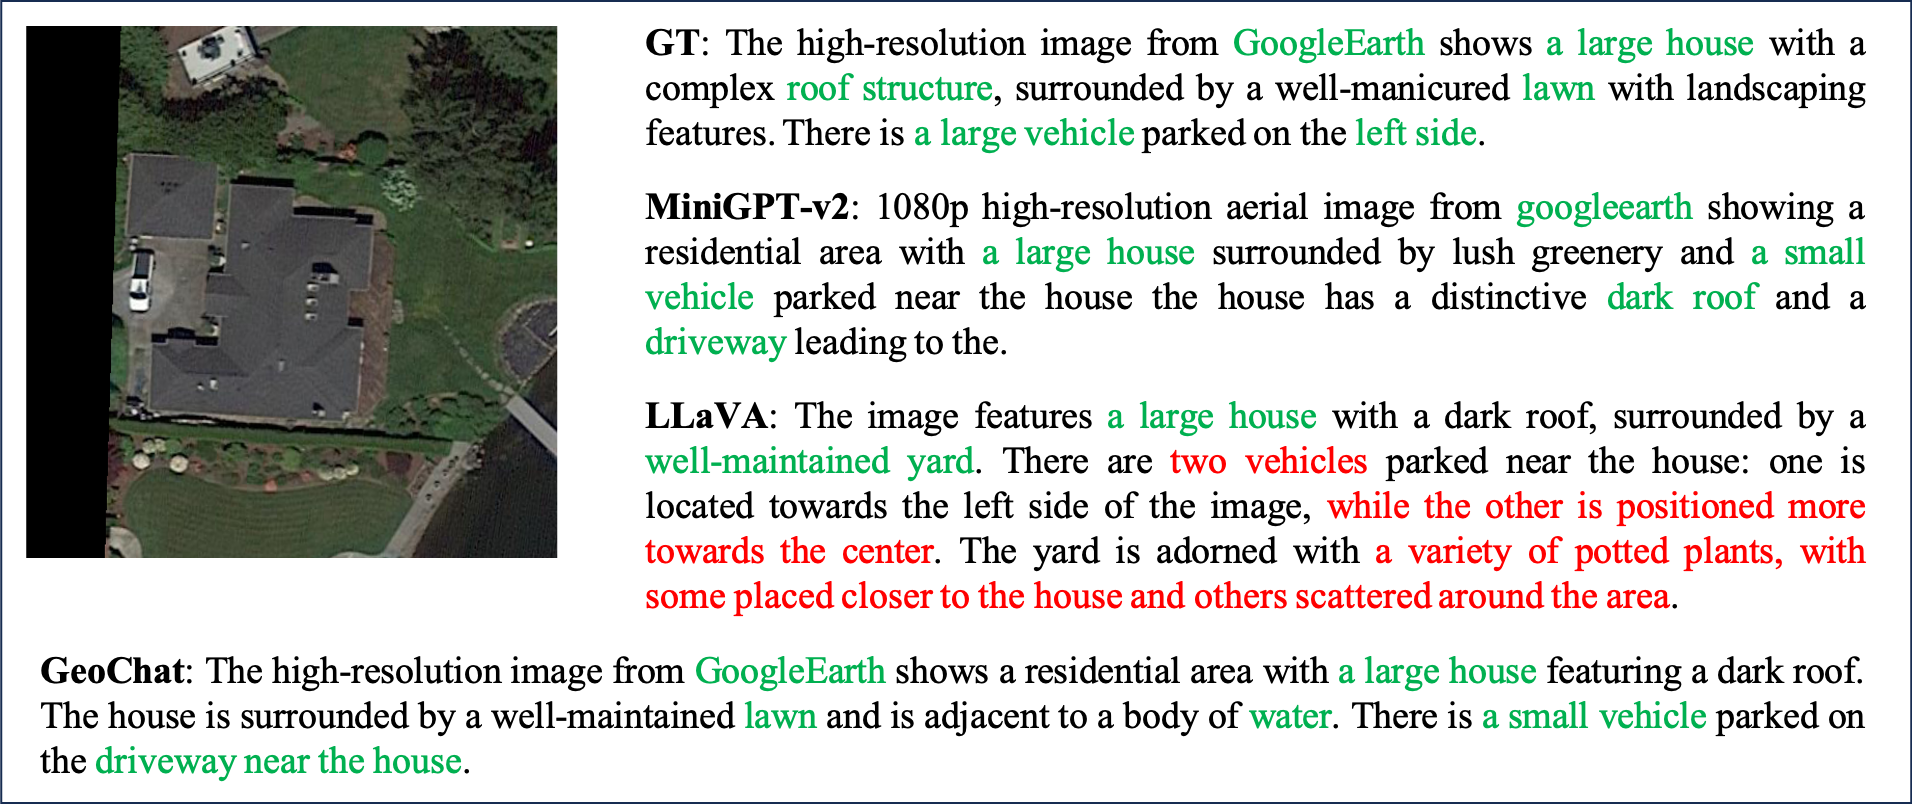 GT: The high-resolution image from GoogleEarth shows a large house with a
complex roof structure, surrounded by a well-manicured lawn with landscaping
features. There is a large vehicle parked on the left side.
MiniGPT-v2: 1080p high-resolution aerial image from googleearth showing a
residential area with a large house surrounded by lush greenery and a small
vehicle parked near the house the house has a distinctive dark roof and a
driveway leading to the.
LLaVA: The image features a large house with a dark roof, surrounded by a
well-maintained yard. There are two vehicles parked near the house: one is
located towards the left side of the image, while the other is positioned more
towards the center. The yard is adorned with a variety of potted plants, with
some placed closer to the house and others scattered around the area.
GeoChat: The high-resolution image from GoogleEarth shows a residential area with a large house featuring a dark roof.
The house is surrounded by a well-maintained lawn and is adjacent to a body of water. There is a small vehicle parked on
the driveway near the house.